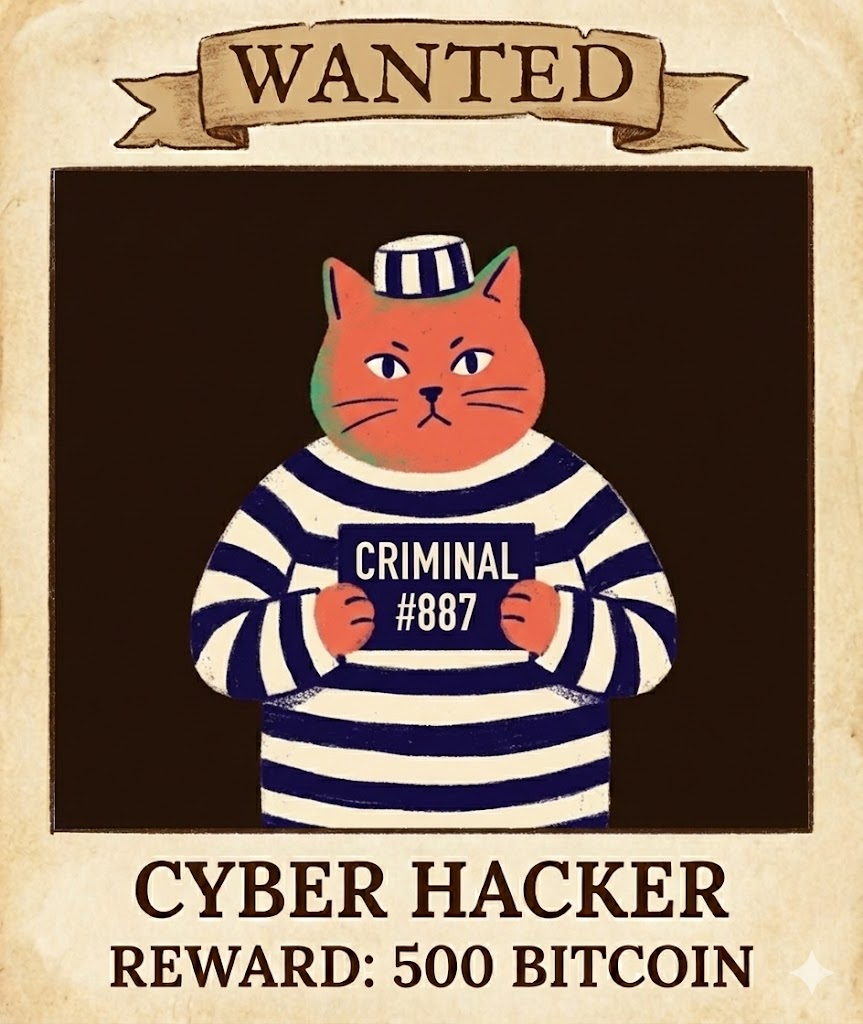 WANTED
CRIMINAL
#887
CYBER HACKER
REWARD: 500 BITCOIN